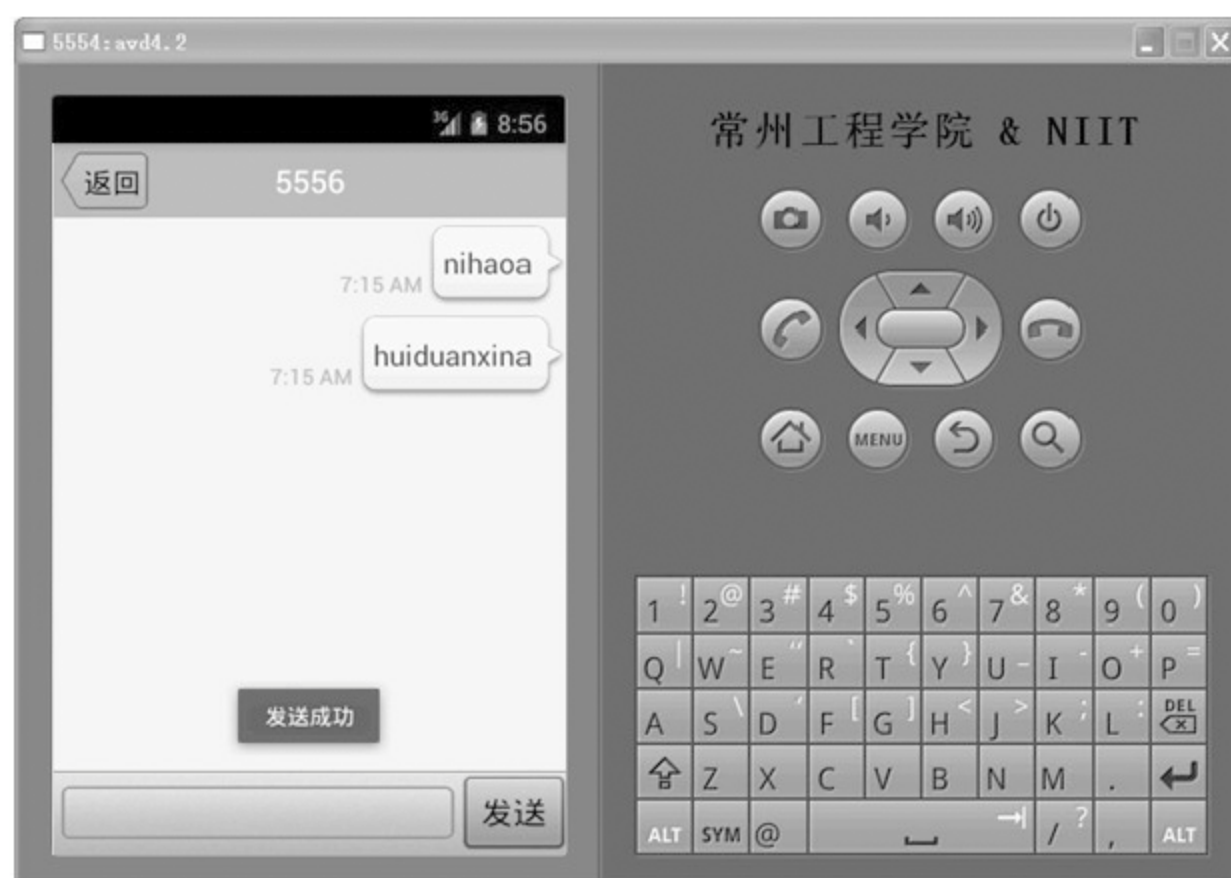 5554:avd4.2
3G 8:56
返回 5556
nihaoa
7:15 AM
huiduanxina
7:15 AM
发送成功
发送
常州工程学院 & NIIT
MENU
1 ! 2 @ 3 # 4 $ 5 % 6 ^ 7 & 8 * 9 ( 0 )
Q | W ~ E “ R ` T { Y } U _ I - O + P =
A S \ D ´ F [ G ] H < J > K ; L : DEL
Z X C V B N M .
ALT SYM @ / ? , ALT